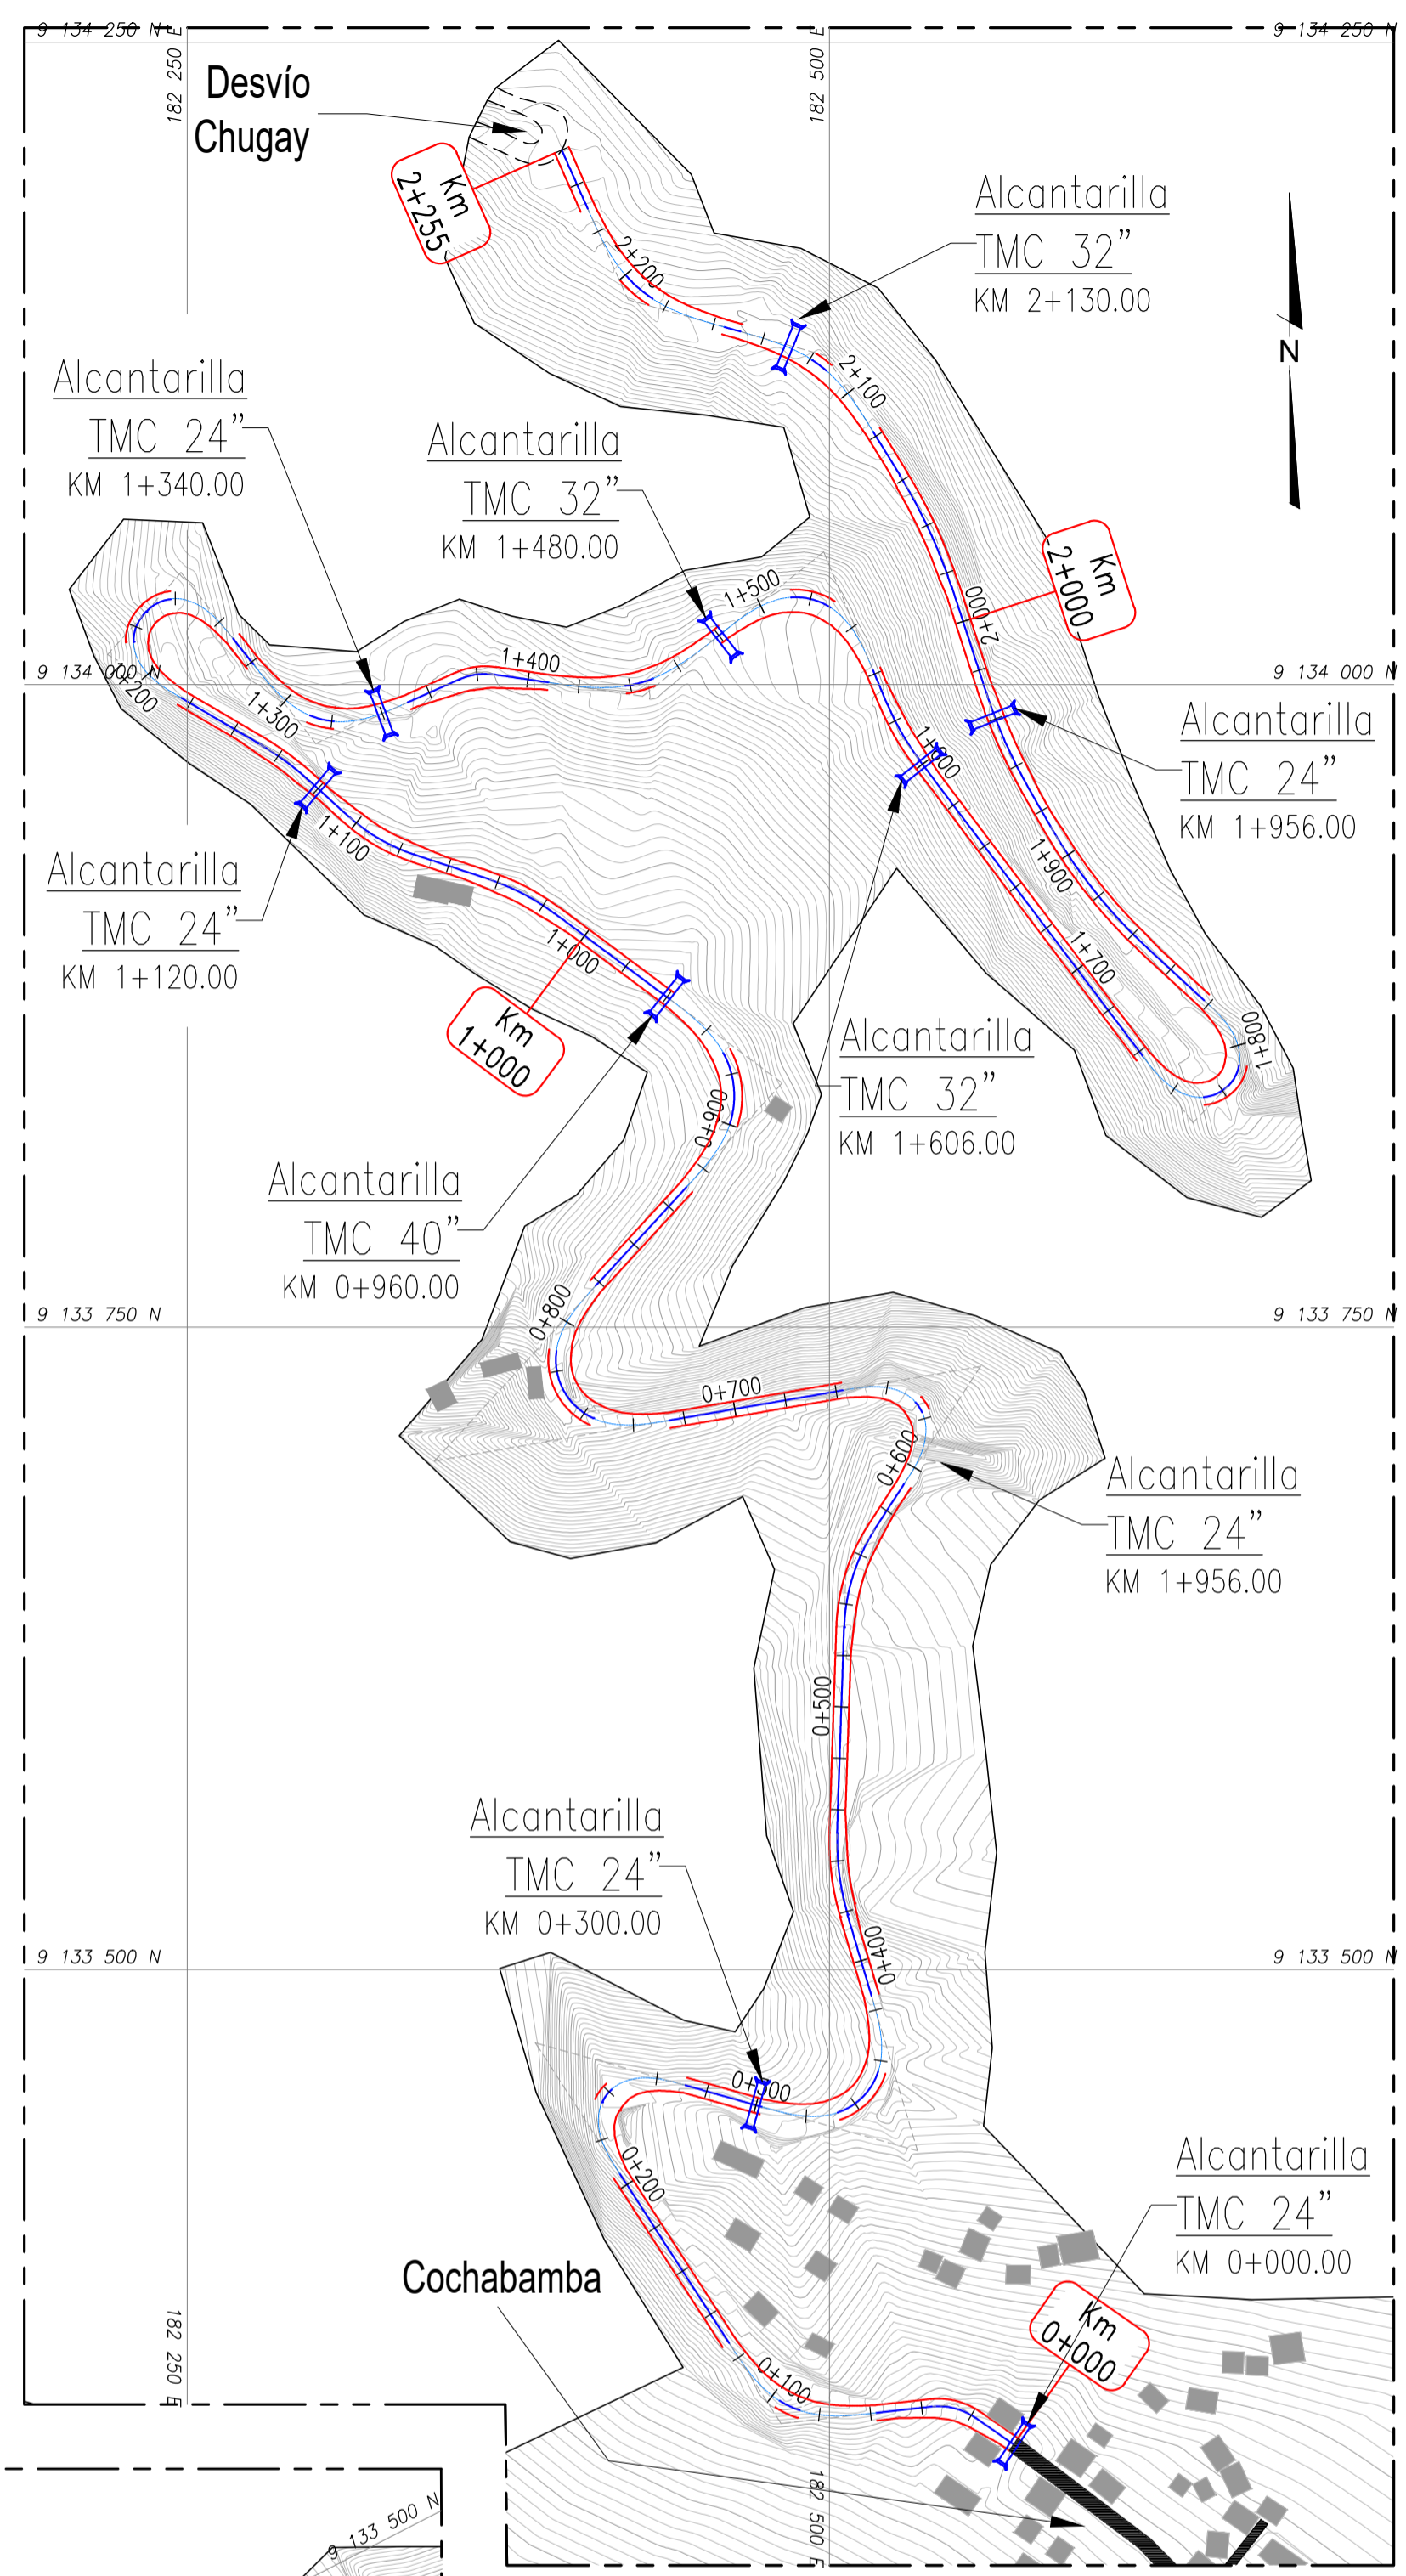 9 134 250 N
182 250 E
182 500 E
9 134 250 N
Desvío
Chugay
Km
2+255
2+200
Alcantarilla
TMC 32"
KM 2+130.00
N
2+100
Alcantarilla
TMC 24"
KM 1+340.00
Alcantarilla
TMC 32"
KM 1+480.00
1+500
Km
2+000
2+000
1+400
9 134 000 N
9 134 000 N
1+200
1+300
1+600
Alcantarilla
TMC 24"
KM 1+956.00
1+100
Alcantarilla
TMC 24"
KM 1+120.00
1+900
1+000
1+700
Km
1+000
1+800
Alcantarilla
TMC 32"
KM 1+606.00
0+900
Alcantarilla
TMC 40"
KM 0+960.00
0+800
9 133 750 N
9 133 750 N
0+700
0+600
Alcantarilla
TMC 24"
KM 1+956.00
0+500
Alcantarilla
TMC 24"
KM 0+300.00
0+400
9 133 500 N
9 133 500 N
0+300
0+200
Alcantarilla
TMC 24"
KM 0+000.00
Cochabamba
Km
0+000
182 250 E
0+100
182 500 E
9 133 500 N